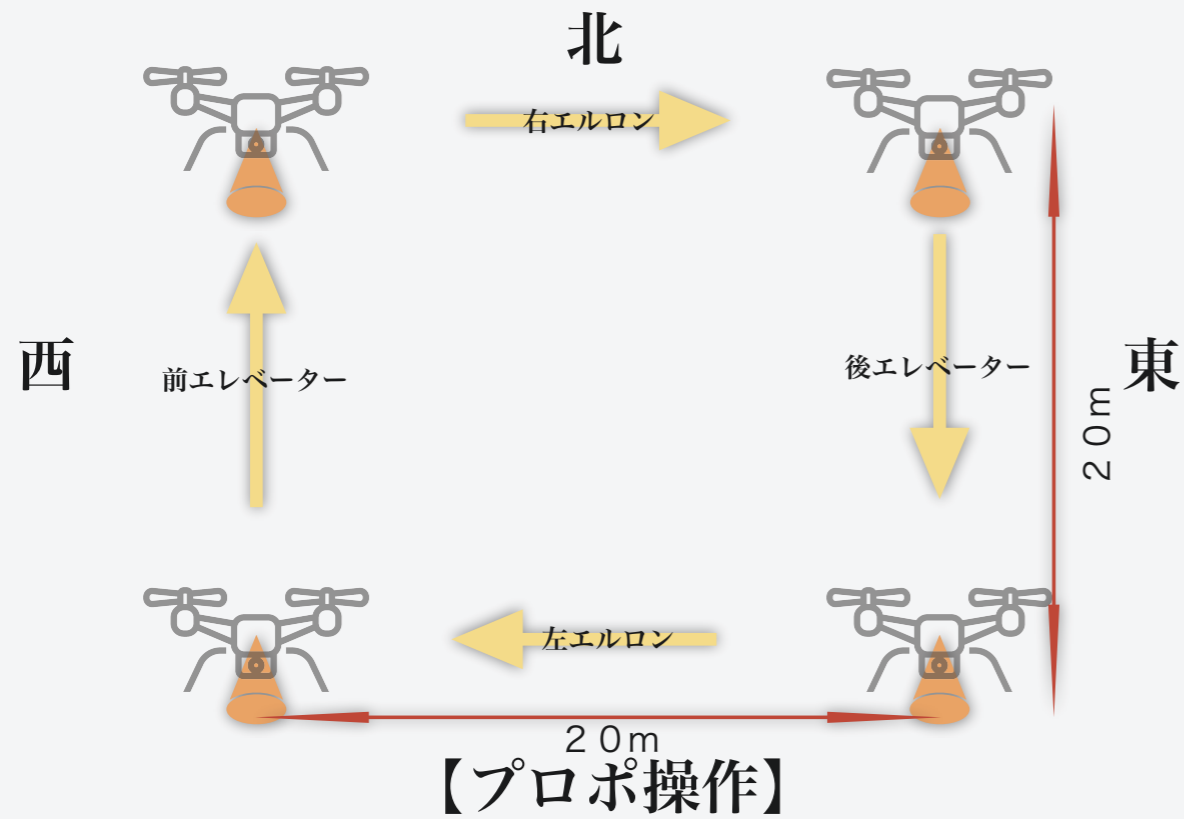 北
右エルロン
西
前エレベーター
後エレベーター
東
２０ｍ
左エルロン
２０ｍ
【プロポ操作】